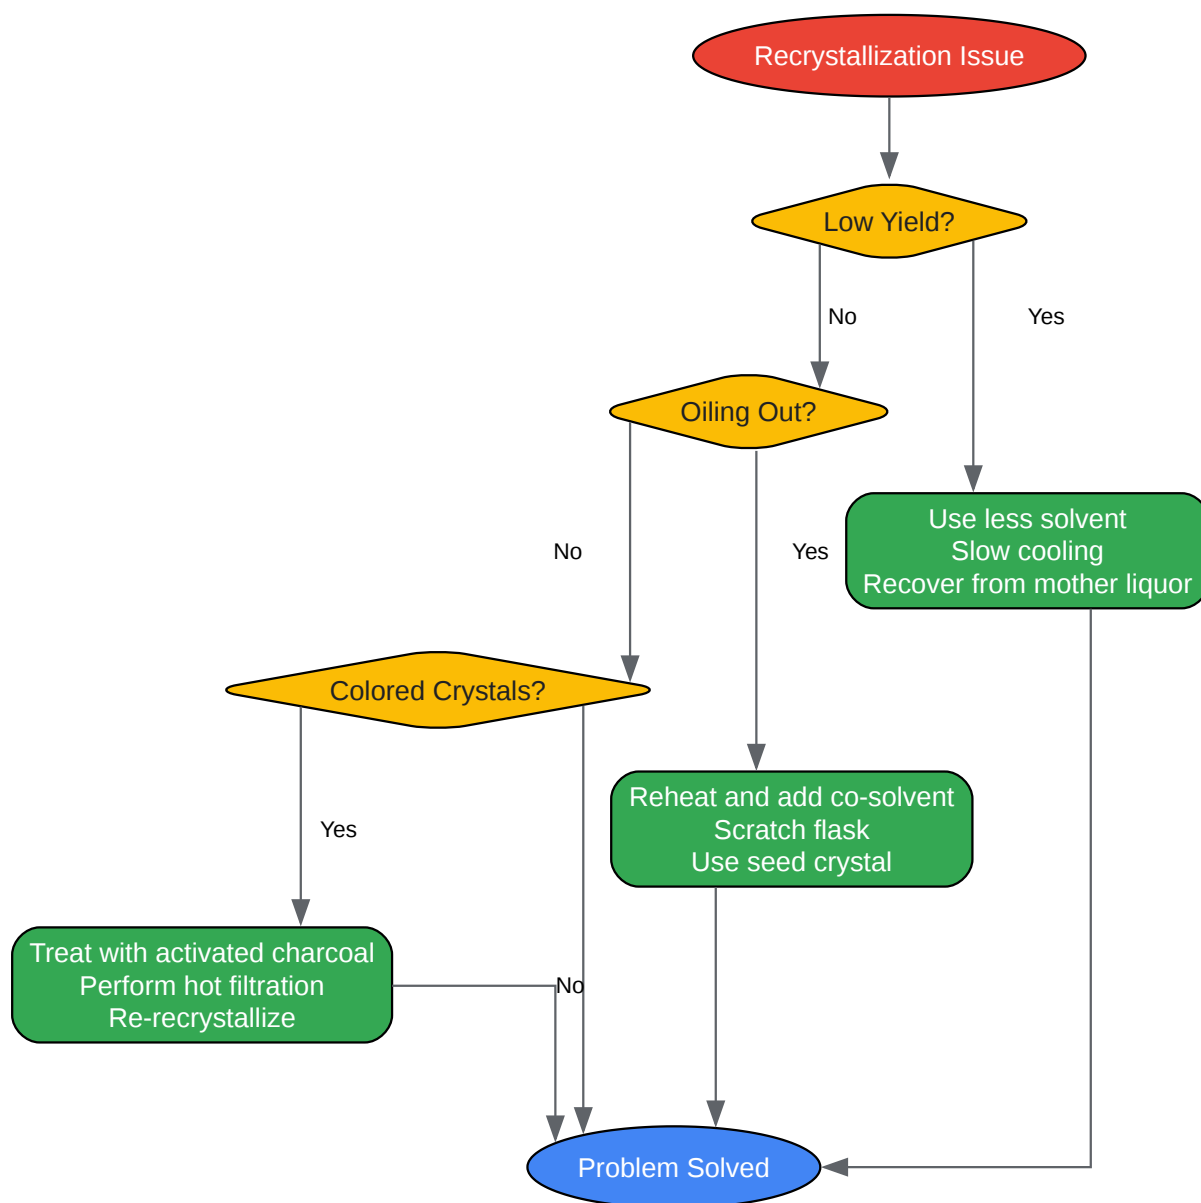 Recrystallization Issue
Low Yield?
No
Yes
Oiling Out?
Use less solvent
Slow cooling
Recover from mother liquor
No
Yes
Colored Crystals?
Reheat and add co-solvent
Scratch flask
Use seed crystal
Yes
Treat with activated charcoal
Perform hot filtration
Re-recrystallize
No
Problem Solved